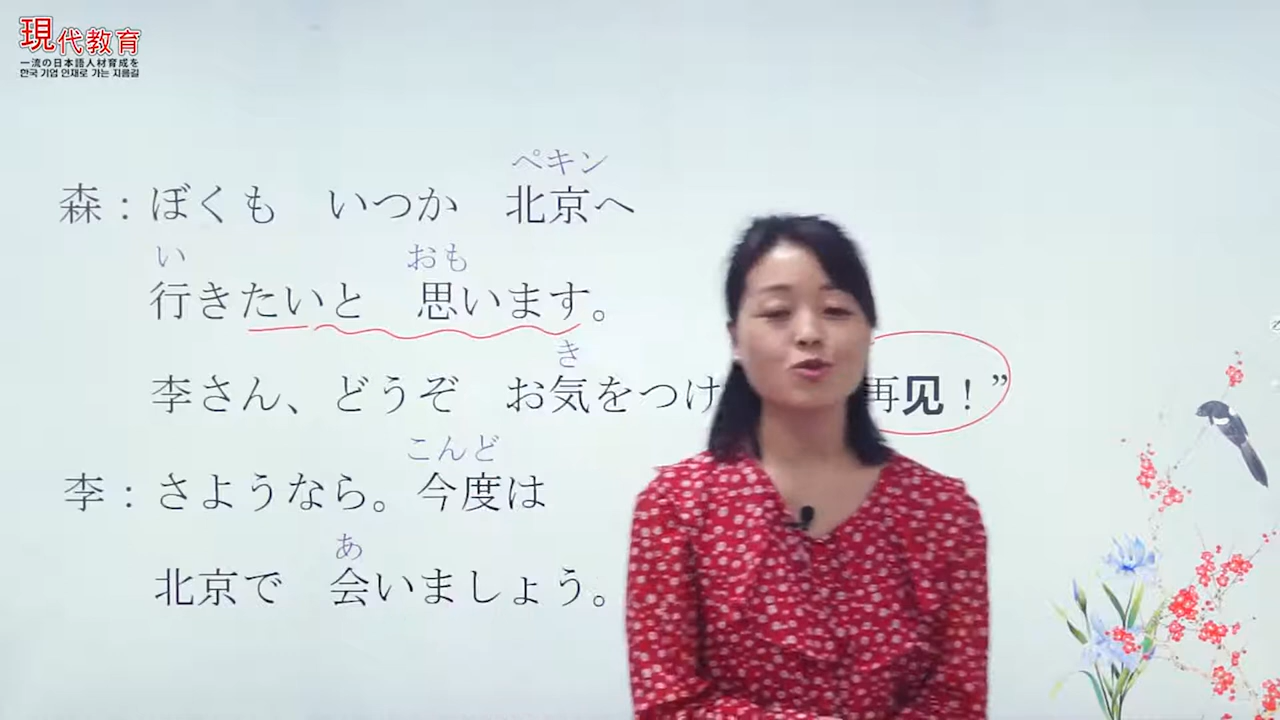 現代教育
一流の日本語人材育成を
한국 기업 인재로 가는 지름길
ペキン
森：ぼくも　いつか　北京へ
い　おも
行きたいと　思います。
き
李さん、どうぞ　お気をつけ 再见！”
こんど
李：さようなら。今度は
あ
北京で　会いましょう。